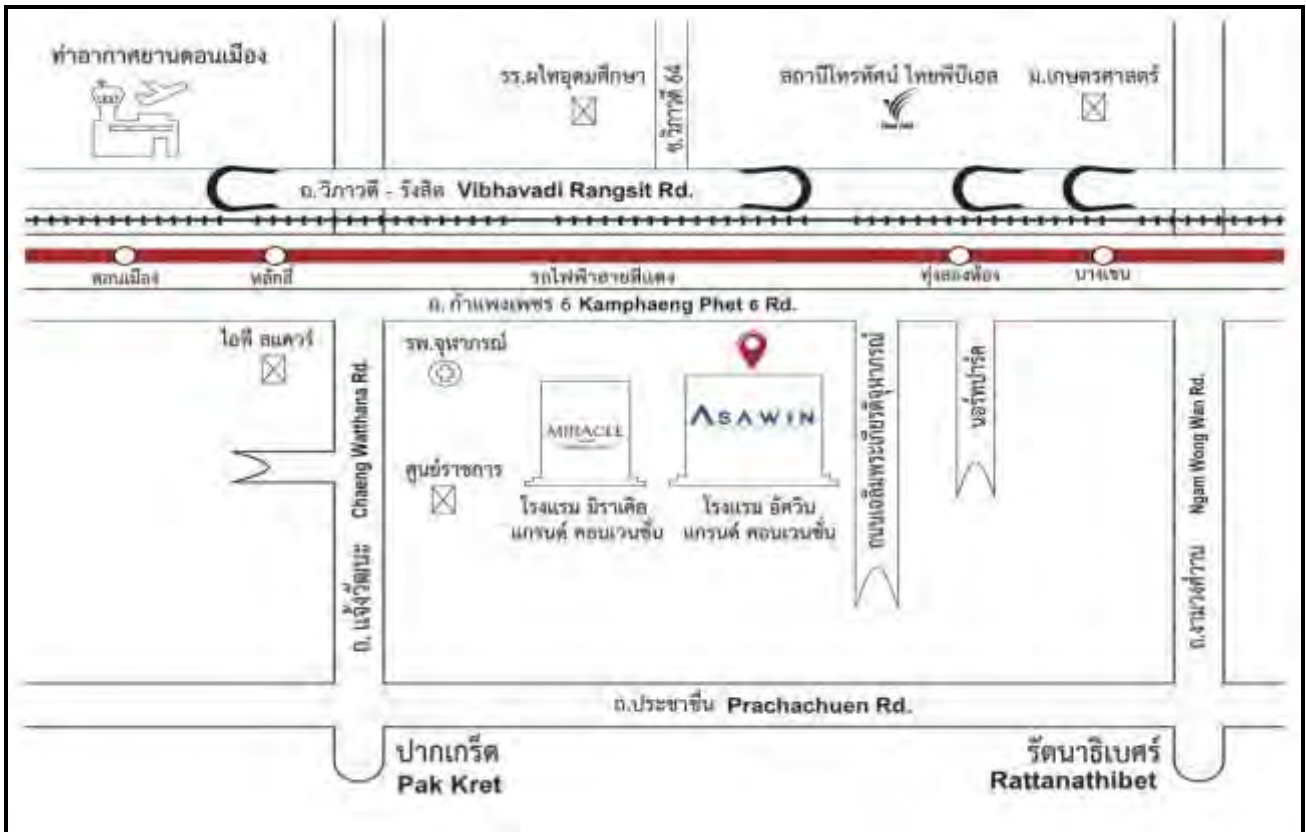 ท่าอากาศยานดอนเมือง
รร.ผไทอุดมศึกษา
ซ.วิภาวดี 64
สถานีโทรทัศน์ ไทยพีบีเอส
ม.เกษตรศาสตร์
ถ.วิภาวดี - รังสิต Vibhavadi Rangsit Rd.
ดอนเมือง
หลักสี่
รถไฟฟ้าสายสีแดง
ทุ่งสองห้อง
บางเขน
ถ. กำแพงเพชร 6 Kamphaeng Phet 6 Rd.
ไอที สแควร์
รพ.จุฬาภรณ์
ศูนย์ราชการ
MIRACLE
โรงแรม มิราเคิล
แกรนด์ คอนเวนชั่น
ASAWIN
โรงแรม อัศวิน
แกรนด์ คอนเวนชั่น
ถนนเฉลิมพระเกียรติจุฬาภรณ์
นอร์ทปาร์ค
ถ. แจ้งวัฒนะ Chaeng Watthana Rd.
ถ.งามวงศ์วาน Ngam Wong Wan Rd.
ถ.ประชาชื่น Prachachuen Rd.
ปากเกร็ด
Pak Kret
รัตนาธิเบศร์
Rattanathibet